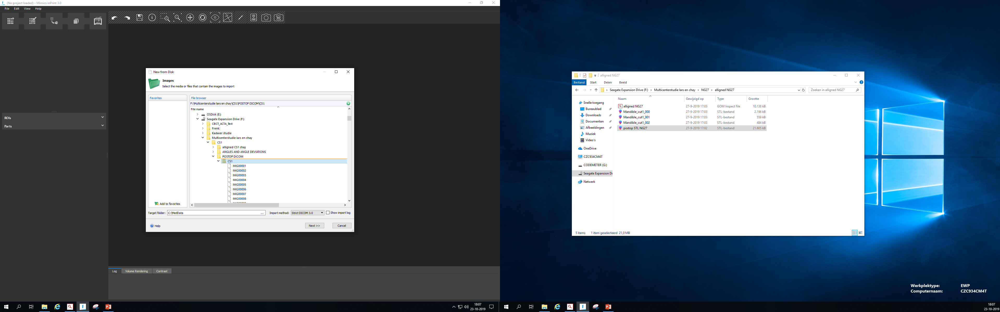 (No project loaded) - Mimics inPrint 3.0
File Edit View Help
PDF
360
ROIs
Parts
New from Disk
Images
Select the media or files that contain the images to import
Favorites
Add to favorites
File browser
F:\Multicenterstudie lars en chay\CS1\POSTOP DICOM\CS1
File name
OSDisk (E:)
Seagate Expansion Drive (F:)
CBCT_ACTA_Test
Frenk
Kadaver studie
Multicenterstudie lars en chay
CS1
alligned CS1 chay
ANGLES AND ANGLE DEVIATIONS
POSTOP DICOM
CS1
IMG00001
IMG00002
IMG00003
IMG00004
IMG00005
IMG00006
IMG00007
IMG00008
Target folder: C:\MedData ... Import method: Strict DICOM 3.0 Show import log
Help Next >> Cancel
Log Volume Rendering Contrast
18:07
23-10-2019
alligned NG27
Bestand Start Delen Beeld
Seagate Expansion Drive (F:) › Multicenterstudie lars en chay › NG27 › alligned NG27
Zoeken in alligned NG27
Snelle toegang
Bureaublad
Downloads
Documenten
Afbeeldingen
Muziek
Video's
OneDrive
CZC934CM4T
CODEMETER (G:)
Seagate Expansion Dr
Netwerk
Naam Gewijzigd op Type Grootte
alligned NG27 27-9-2019 17:03 GOM Inspect file 10.138 kB
Mandible_cut1_000 27-9-2019 17:03 STL-bestand 2.196 kB
Mandible_cut1_001 27-9-2019 17:03 STL-bestand 559 kB
Mandible_cut1_002 27-9-2019 17:03 STL-bestand 484 kB
postop STL NG27 27-9-2019 17:02 STL-bestand 21.605 kB
5 items 1 item geselecteerd 21,0 MB
Werkplektype: EWP
Computernaam: CZC934CM4T
18:07
23-10-2019